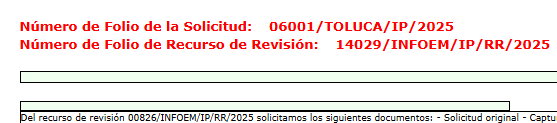 Número de Folio de la Solicitud: 06001/TOLUCA/IP/2025
Número de Folio de Recurso de Revisión: 14029/INFOEM/IP/RR/2025
Del recurso de revisión 00826/INFOEM/IP/RR/2025 solicitamos los siguientes documentos: - Solicitud original - Captu